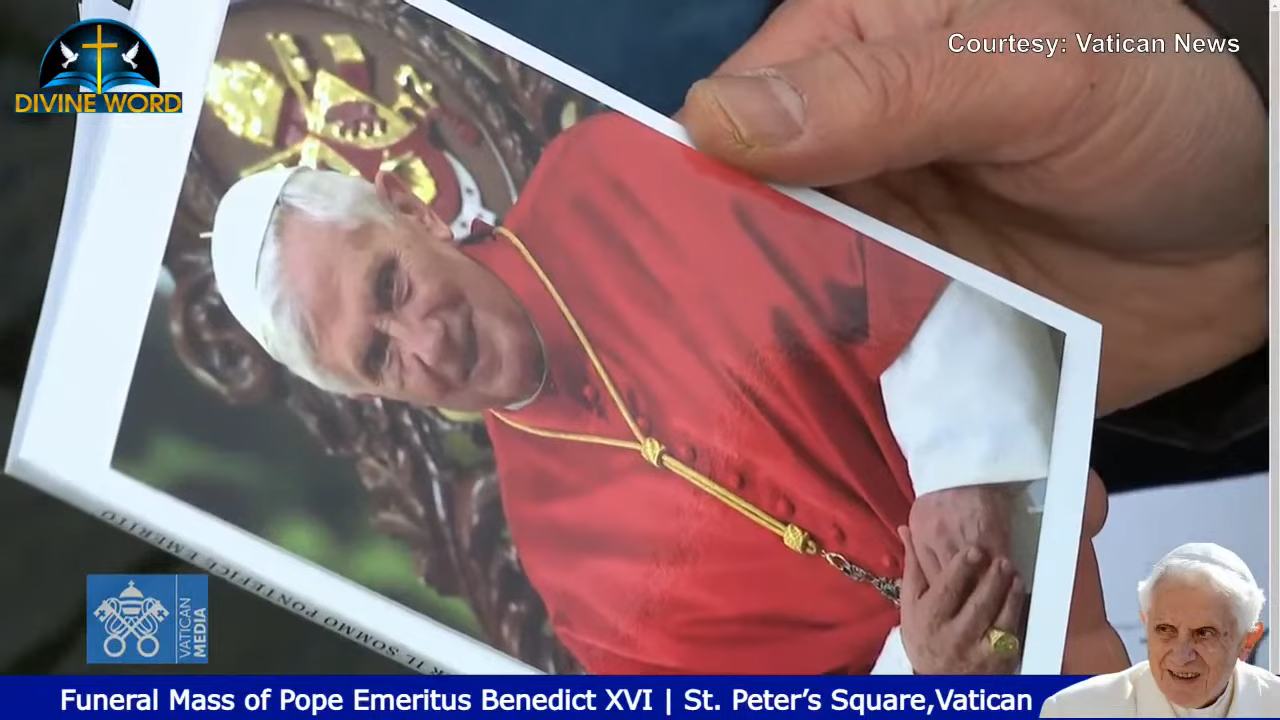 DIVINE WORD
Courtesy: Vatican News
IL SOMMO PONTEFICE EMERITO
VATICAN
MEDIA
Funeral Mass of Pope Emeritus Benedict XVI | St. Peter’s Square,Vatican